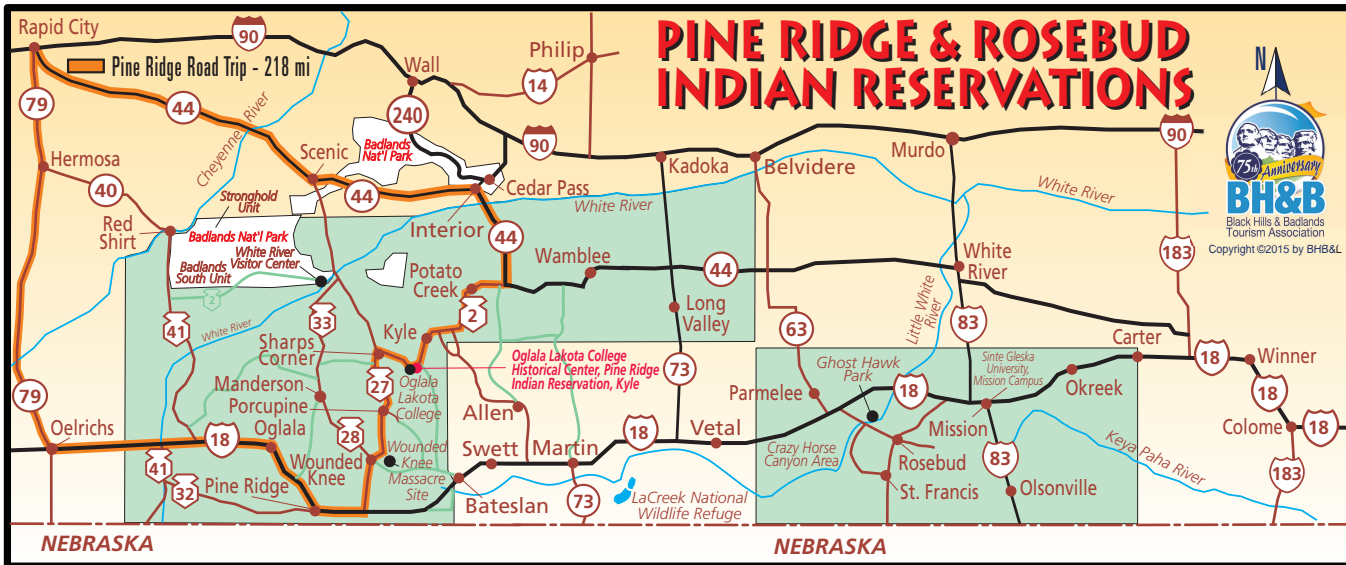 PINE RIDGE & ROSEBUD
INDIAN RESERVATIONS
Rapid City
90
Pine Ridge Road Trip - 218 mi
Wall
Philip
14
79
44
240
Cheyenne River
Badlands
Nat'l Park
90
Hermosa
Scenic
40
44
Cedar Pass
Kadoka
Belvidere
Murdo
90
N
75th Anniversary
BH&B
Black Hills & Badlands
Tourism Association
Copyright ©2015 by BHB&L
Stronghold
Unit
Red
Shirt
Badlands Nat'l Park
White River
Visitor Center
Badlands
South Unit
2
Interior
White River
White River
44
Potato
Creek
Wamblee
44
White
River
183
41
White River
33
2
Long
Valley
Little White
River
Kyle
Sharps
Corner
63
83
Carter
18
Winner
Oglala Lakota College
Historical Center, Pine Ridge
Indian Reservation, Kyle
73
Ghost Hawk
Park
Sinte Gleska
University,
Mission Campus
Okreek
27
Oglala
Lakota
College
Manderson
Porcupine
Oglala
Allen
Parmelee
18
18
79
Oelrichs
18
28
Wounded
Knee
Wounded
Knee
Massacre
Site
Swett
Martin
18
Vetal
Crazy Horse
Canyon Area
Mission
Rosebud
Colome
18
41
32
Pine Ridge
Bateslan
73
LaCreek National
Wildlife Refuge
St. Francis
83
Olsonville
Keya Paha River
183
NEBRASKA
NEBRASKA